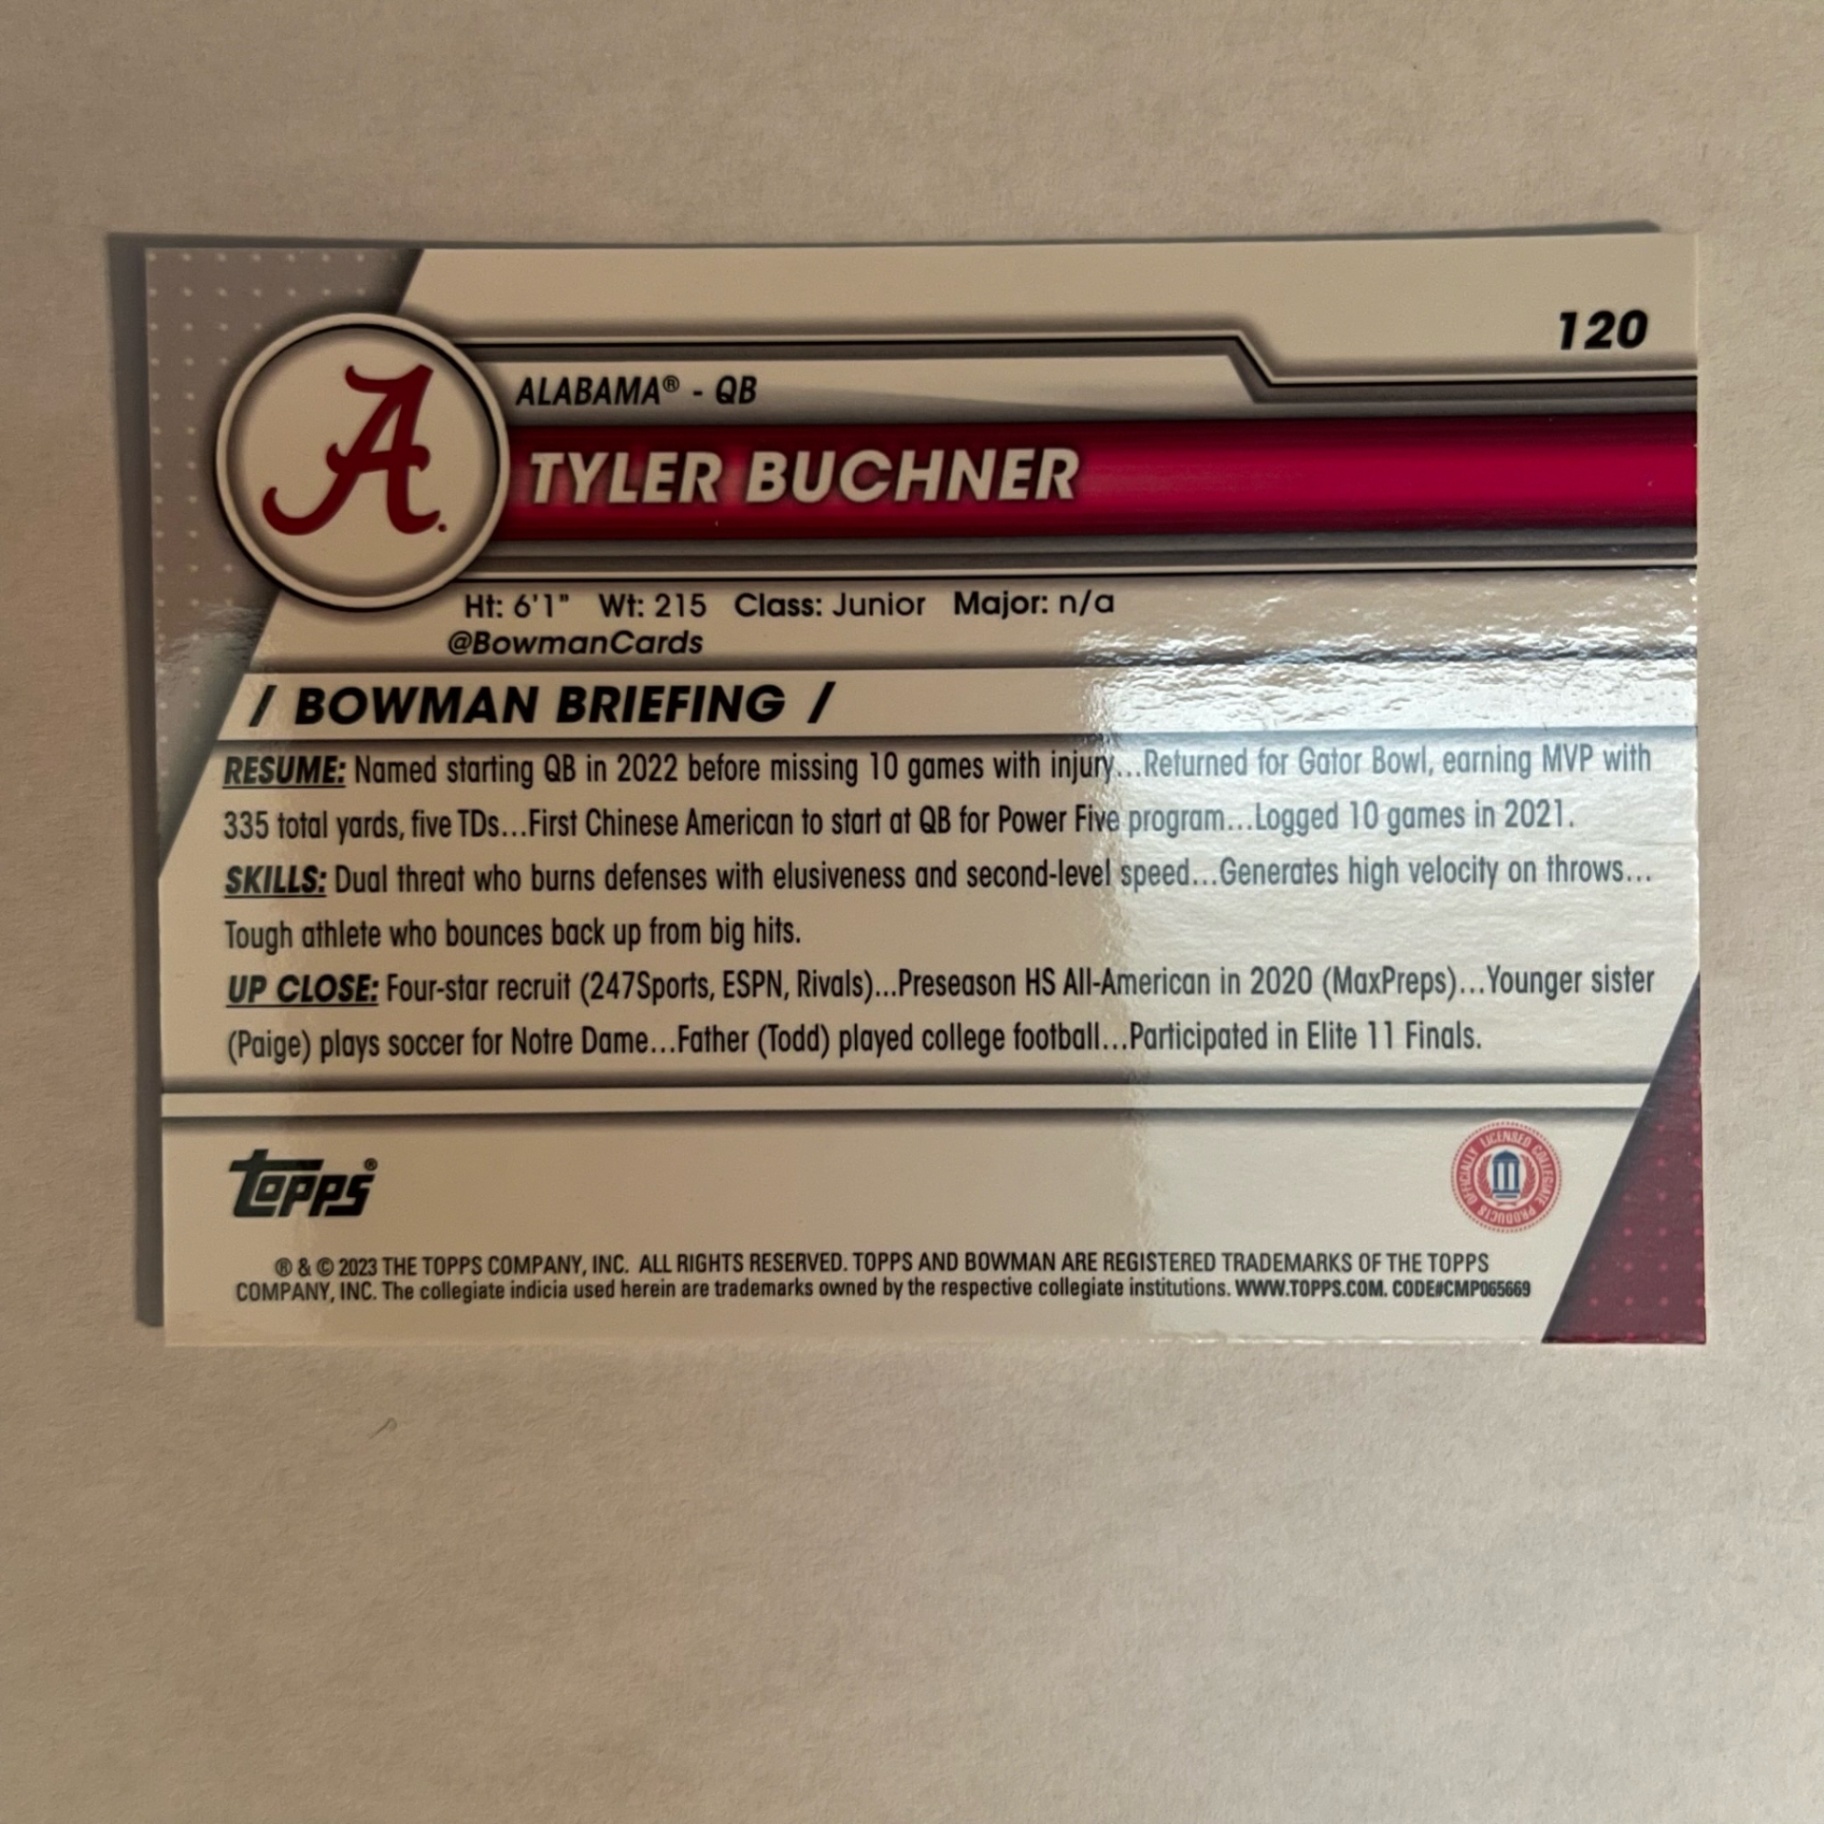 120
ALABAMA® - QB
TYLER BUCHNER
Ht: 6'1" Wt: 215 Class: Junior Major: n/a
@BowmanCards
/ BOWMAN BRIEFING /
RESUME: Named starting QB in 2022 before missing 10 games with injury...Returned for Gator Bowl, earning MVP with
335 total yards, five TDs...First Chinese American to start at QB for Power Five program...Logged 10 games in 2021.
SKILLS: Dual threat who burns defenses with elusiveness and second-level speed...Generates high velocity on throws...
Tough athlete who bounces back up from big hits.
UP CLOSE: Four-star recruit (247Sports, ESPN, Rivals)...Preseason HS All-American in 2020 (MaxPreps)...Younger sister
(Paige) plays soccer for Notre Dame...Father (Todd) played college football...Participated in Elite 11 Finals.
topps®
OFFICIALLY LICENSED COLLEGIATE PRODUCTS
® & © 2023 THE TOPPS COMPANY, INC. ALL RIGHTS RESERVED. TOPPS AND BOWMAN ARE REGISTERED TRADEMARKS OF THE TOPPS
COMPANY, INC. The collegiate indicia used herein are trademarks owned by the respective collegiate institutions. WWW.TOPPS.COM. CODE#CMP065669